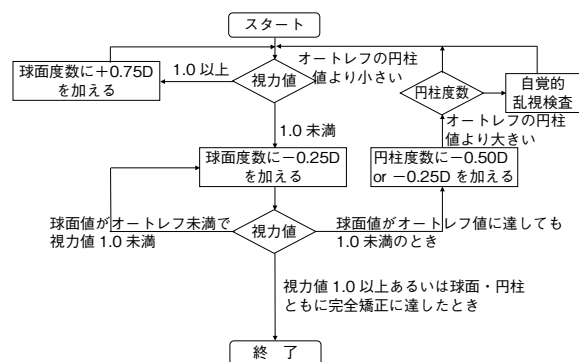 スタート
オートレフの円柱
値より小さい
球面度数に+0.75D
を加える
1.0 以上
視力値
円柱度数
自覚的
乱視検査
オートレフの円柱
値より大きい
1.0 未満
球面度数に−0.25D
を加える
円柱度数に−0.50D
or −0.25D を加える
球面値がオートレフ未満で
視力値 1.0 未満
視力値
球面値がオートレフ値に達しても
1.0 未満のとき
視力値 1.0 以上あるいは球面・円柱
ともに完全矯正に達したとき
終 了